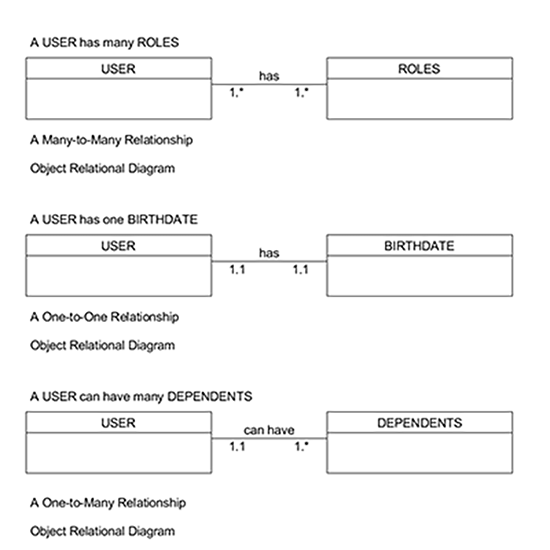 A USER has many ROLES
USER
has
ROLES
1.*
1.*
A Many-to-Many Relationship
Object Relational Diagram
A USER has one BIRTHDATE
USER
has
BIRTHDATE
1.1
1.1
A One-to-One Relationship
Object Relational Diagram
A USER can have many DEPENDENTS
USER
can have
DEPENDENTS
1.1
1.*
A One-to-Many Relationship
Object Relational Diagram